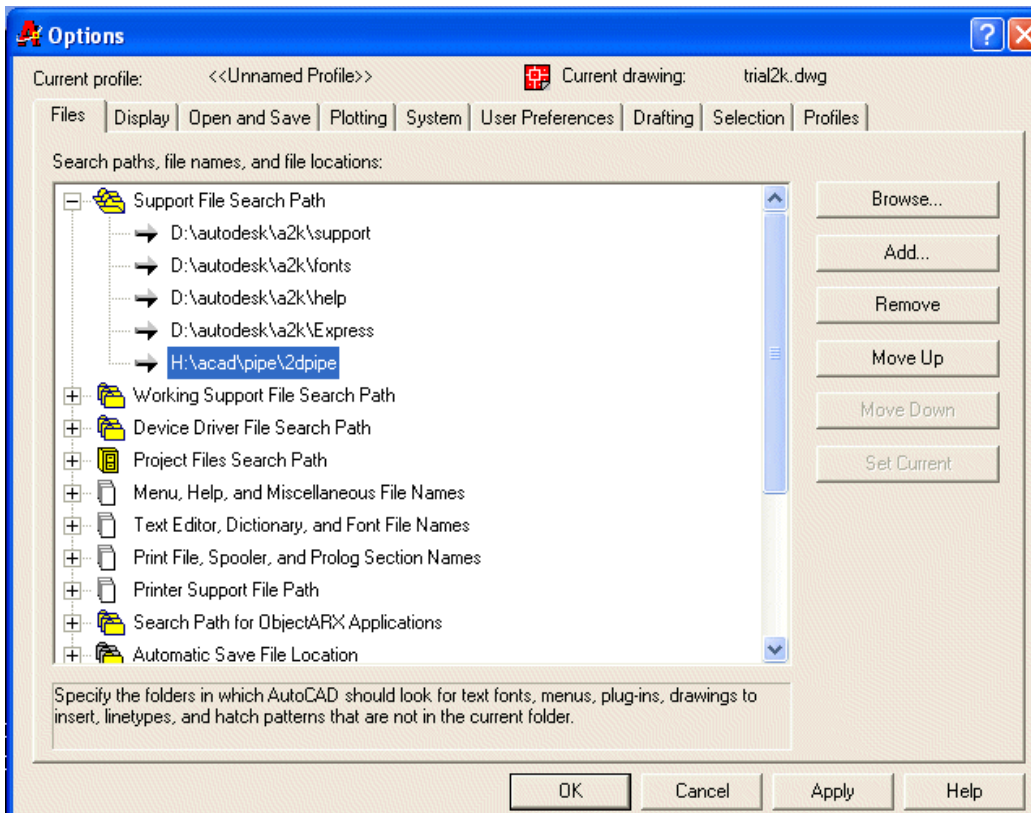 Options
Current profile: <<Unnamed Profile>> Current drawing: trial2k.dwg
Files Display Open and Save Plotting System User Preferences Drafting Selection Profiles
Search paths, file names, and file locations:
Support File Search Path
D:\autodesk\a2k\support
D:\autodesk\a2k\fonts
D:\autodesk\a2k\help
D:\autodesk\a2k\Express
H:\acad\pipe\2dpipe
Working Support File Search Path
Device Driver File Search Path
Project Files Search Path
Menu, Help, and Miscellaneous File Names
Text Editor, Dictionary, and Font File Names
Print File, Spooler, and Prolog Section Names
Printer Support File Path
Search Path for ObjectARX Applications
Automatic Save File Location
Browse...
Add...
Remove
Move Up
Move Down
Set Current
Specify the folders in which AutoCAD should look for text fonts, menus, plug-ins, drawings to
insert, linetypes, and hatch patterns that are not in the current folder.
OK Cancel Apply Help